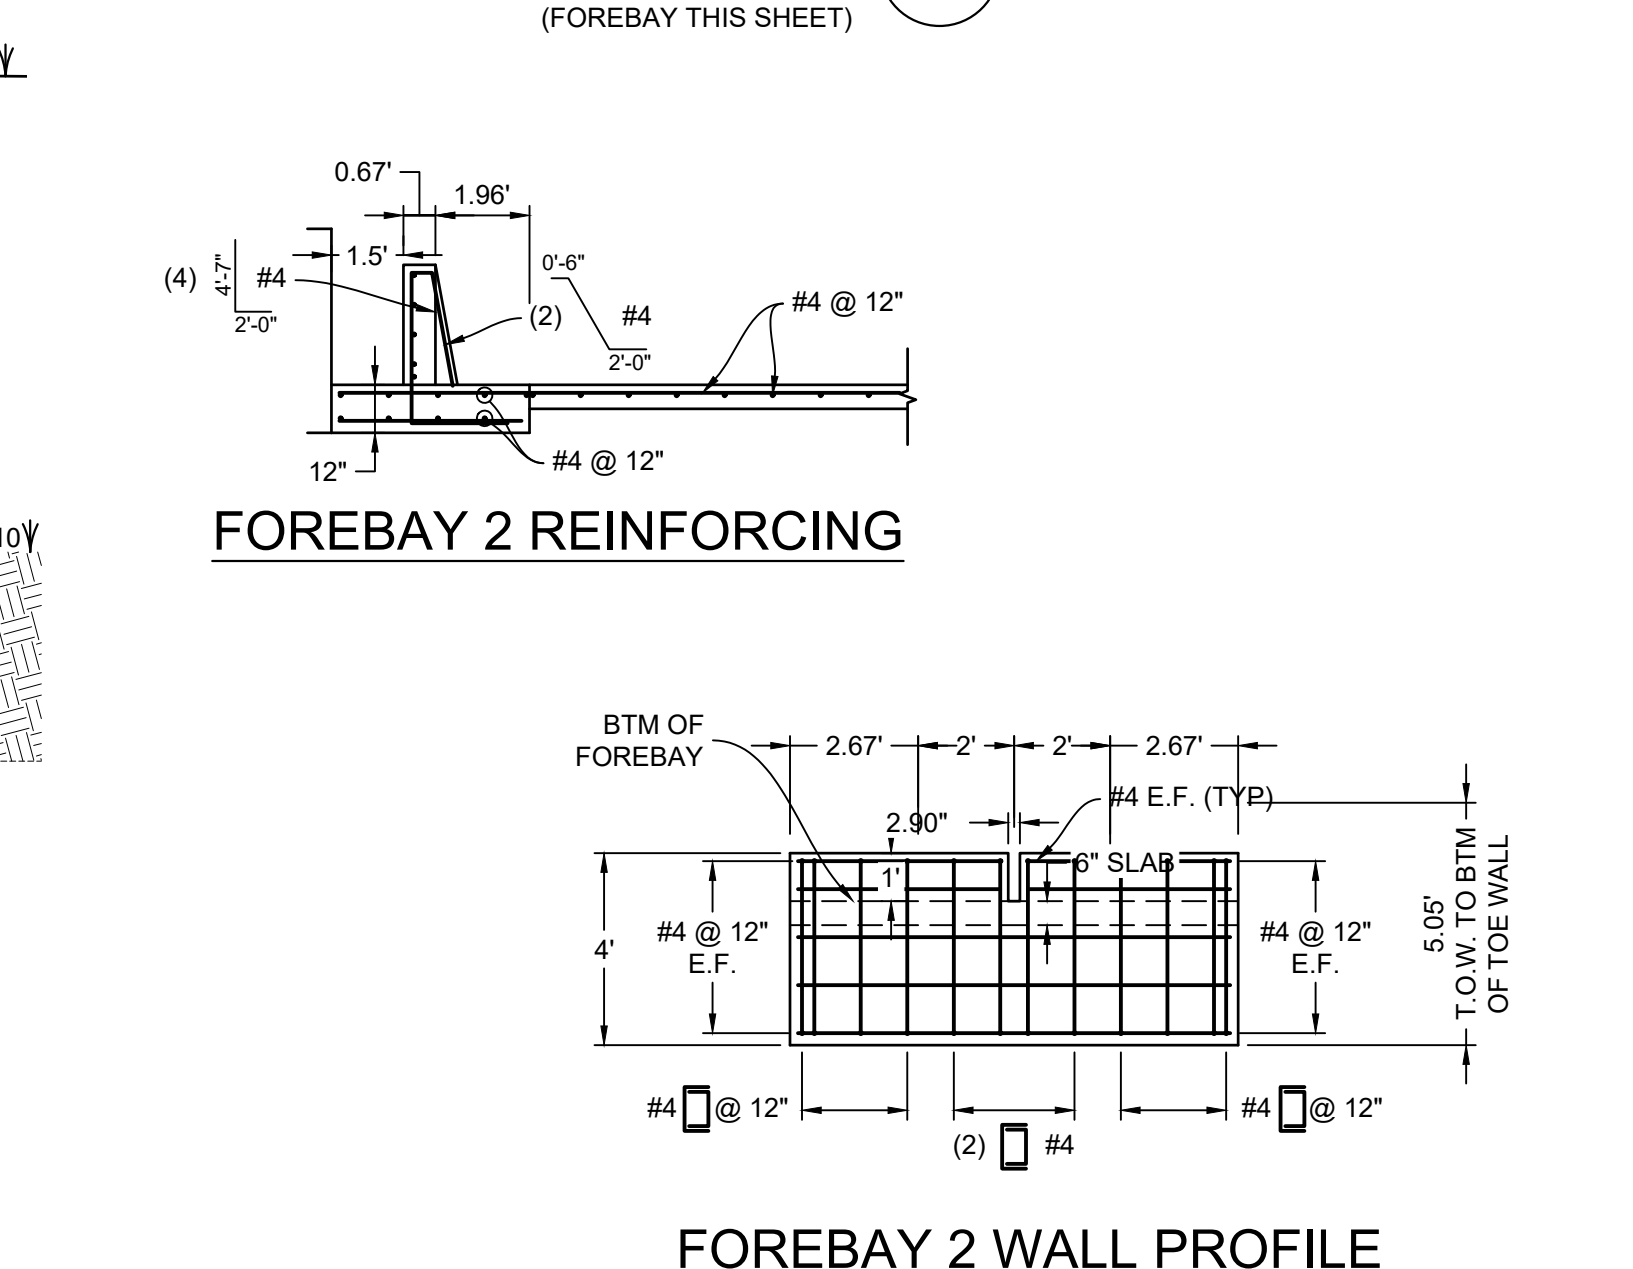 (FOREBAY THIS SHEET)
0.67'
1.96'
1.5'
(4)
4'-7"
2'-0"
#4
0'-6"
2'-0"
(2)
#4
#4 @ 12"
12"
#4 @ 12"
FOREBAY 2 REINFORCING
10
BTM OF
FOREBAY
2.67'
2'
2'
2.67'
#4 E.F. (TYP)
2.90"
6" SLAB
1'
4'
#4 @ 12"
E.F.
#4 @ 12"
E.F.
5.05'
T.O.W. TO BTM
OF TOE WALL
#4 @ 12"
(2) #4
#4 @ 12"
FOREBAY 2 WALL PROFILE